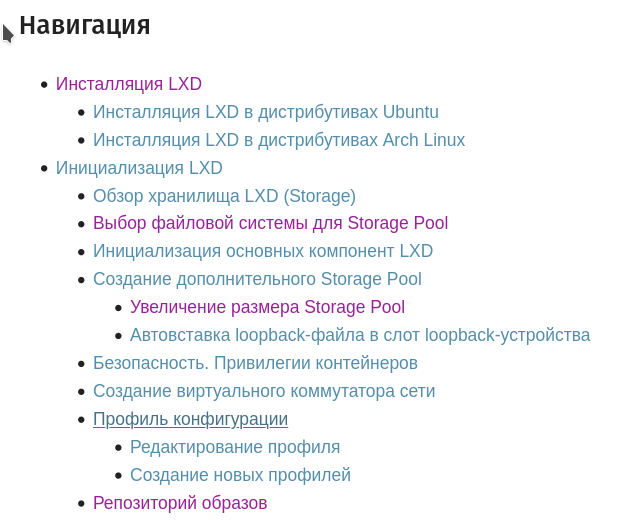 Навигация
Инсталляция LXD
Инсталляция LXD в дистрибутивах Ubuntu
Инсталляция LXD в дистрибутивах Arch Linux
Инициализация LXD
Обзор хранилища LXD (Storage)
Выбор файловой системы для Storage Pool
Инициализация основных компонент LXD
Создание дополнительного Storage Pool
Увеличение размера Storage Pool
Автовставка loopback-файла в слот loopback-устройства
Безопасность. Привилегии контейнеров
Создание виртуального коммутатора сети
Профиль конфигурации
Редактирование профиля
Создание новых профилей
Репозиторий образов